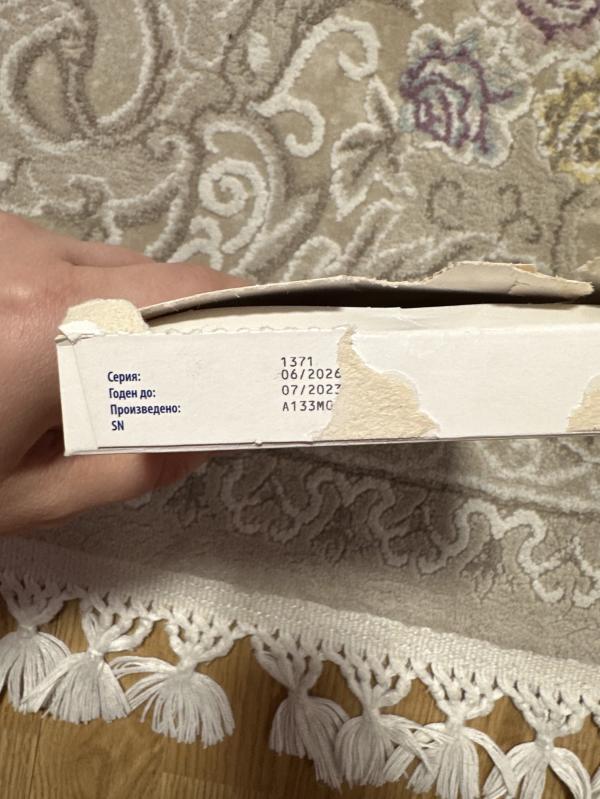 Серия: 1371
Годен до: 06/2026
Произведено: 07/2023
SN A133MO